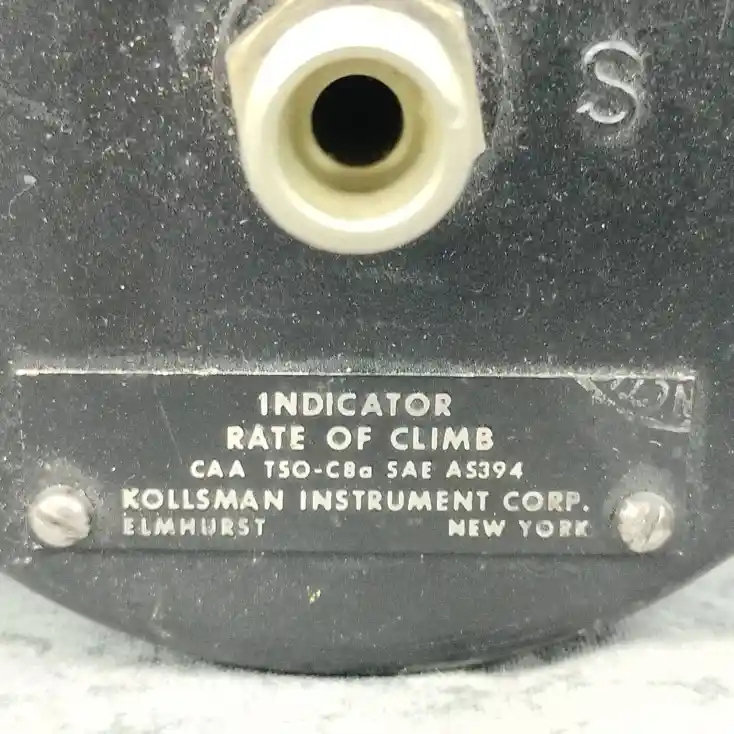 S
INDICATOR
RATE OF CLIMB
CAA TSO-C8a SAE AS394
KOLLSMAN INSTRUMENT CORP.
ELMHURST NEW YORK